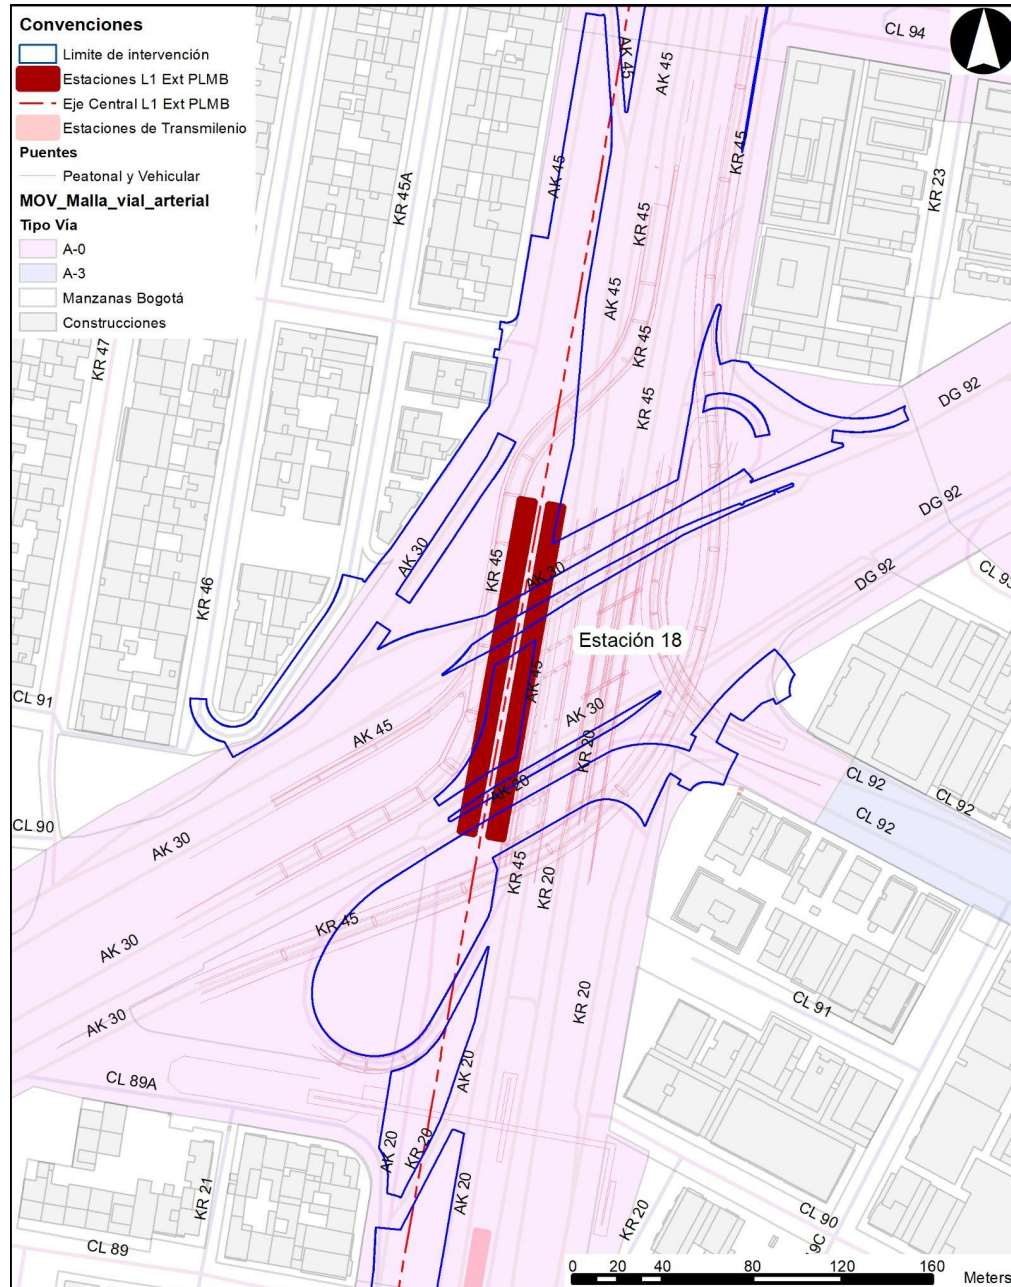 Convenciones
Limite de intervención
Estaciones L1 Ext PLMB
Eje Central L1 Ext PLMB
Estaciones de Transmilenio
Puentes
Peatonal y Vehicular
MOV_Malla_vial_arterial
Tipo Vía
A-0
A-3
Manzanas Bogotá
Construcciones
CL 94
AK 45
AK 45
KR 45
AK 45
KR 45A
KR 23
KR 45
AK 45
KR 47
KR 45
KR 45
DG 92
DG 92
AK 30
KR 45
AK 30
DG 92
CL 93
KR 46
Estación 18
AK 45
CL 91
AK 30
AK 45
KR 20
CL 92
AK 20
CL 92
CL 92
CL 90
AK 30
KR 45
KR 20
KR 45
AK 30
AK 30
KR 20
CL 91
CL 89A
AK 20
AK 20
KR 20
AK 20
KR 21
KR 20
CL 90
CL 89
0 20 40 80 120 160
Meters